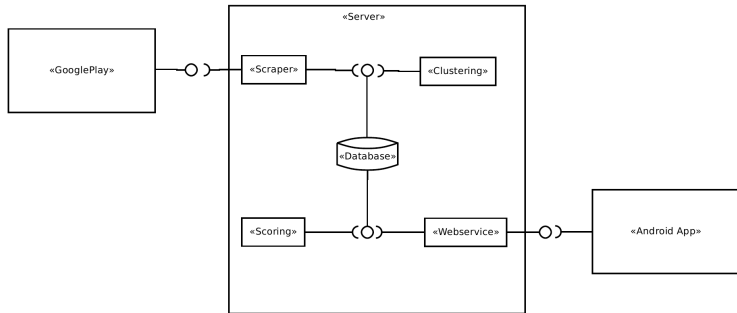 «Server»
«GooglePlay»
«Scraper»
«Clustering»
«Database»
«Scoring»
«Webservice»
«Android App»